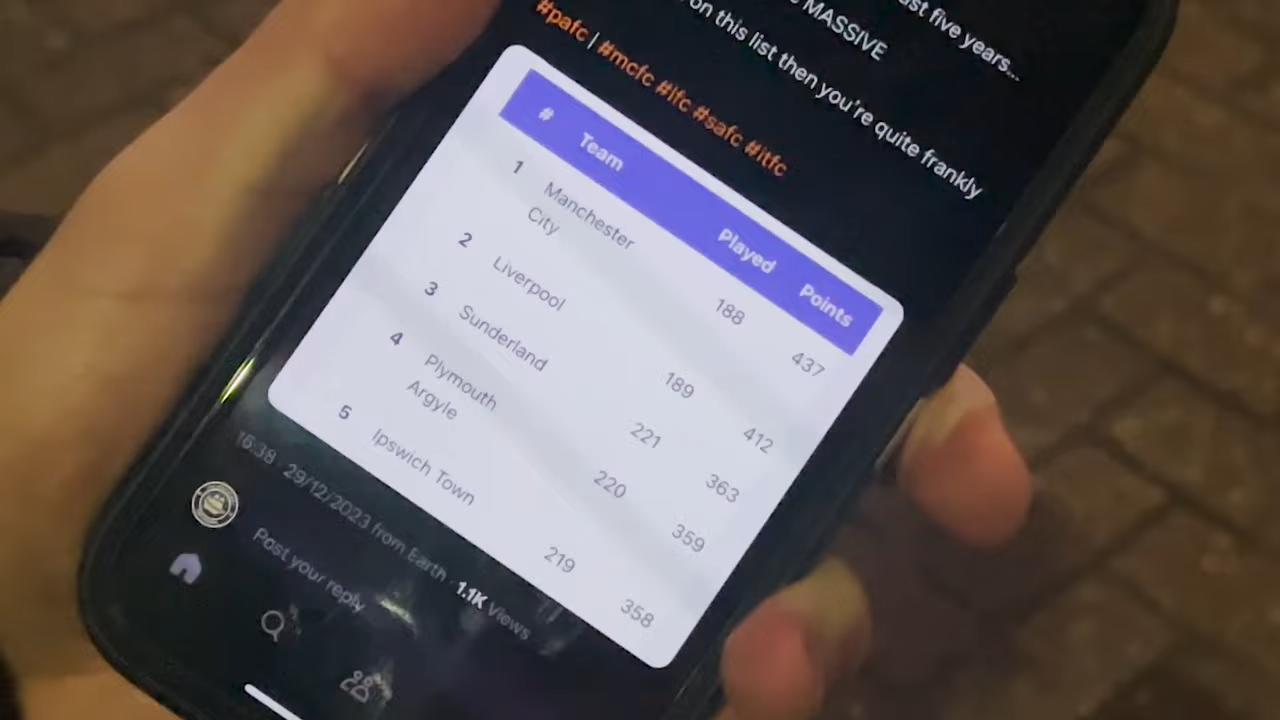 ast five years...
MASSIVE
on this list then you're quite frankly
#pafc | #mcfc #lfc #safc #itfc
# Team Played Points
1 Manchester City 188 437
2 Liverpool 189 412
3 Sunderland 221 363
4 Plymouth Argyle 220 359
5 Ipswich Town 219 358
16:38 · 29/12/2023 from Earth · 1.1K Views
Post your reply